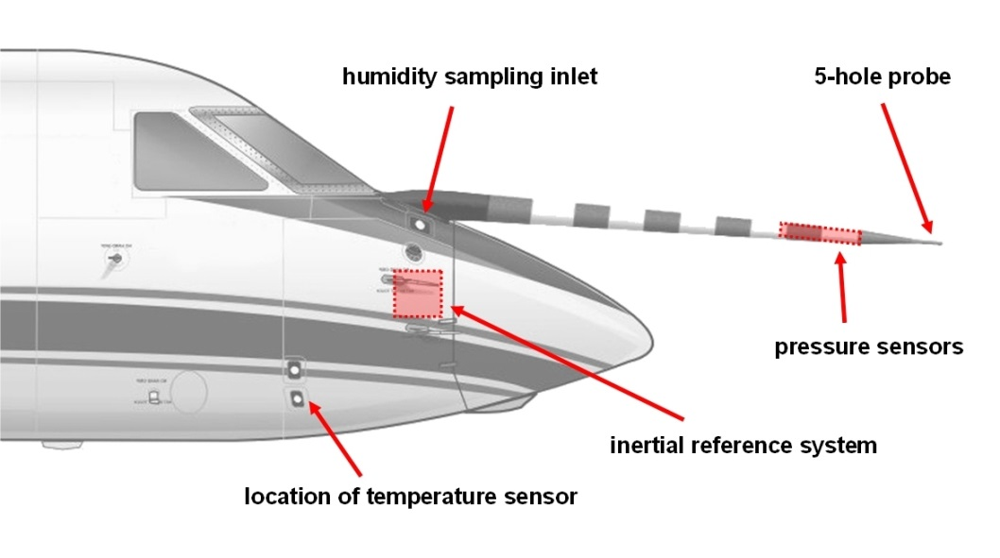 humidity sampling inlet
5-hole probe
pressure sensors
inertial reference system
location of temperature sensor